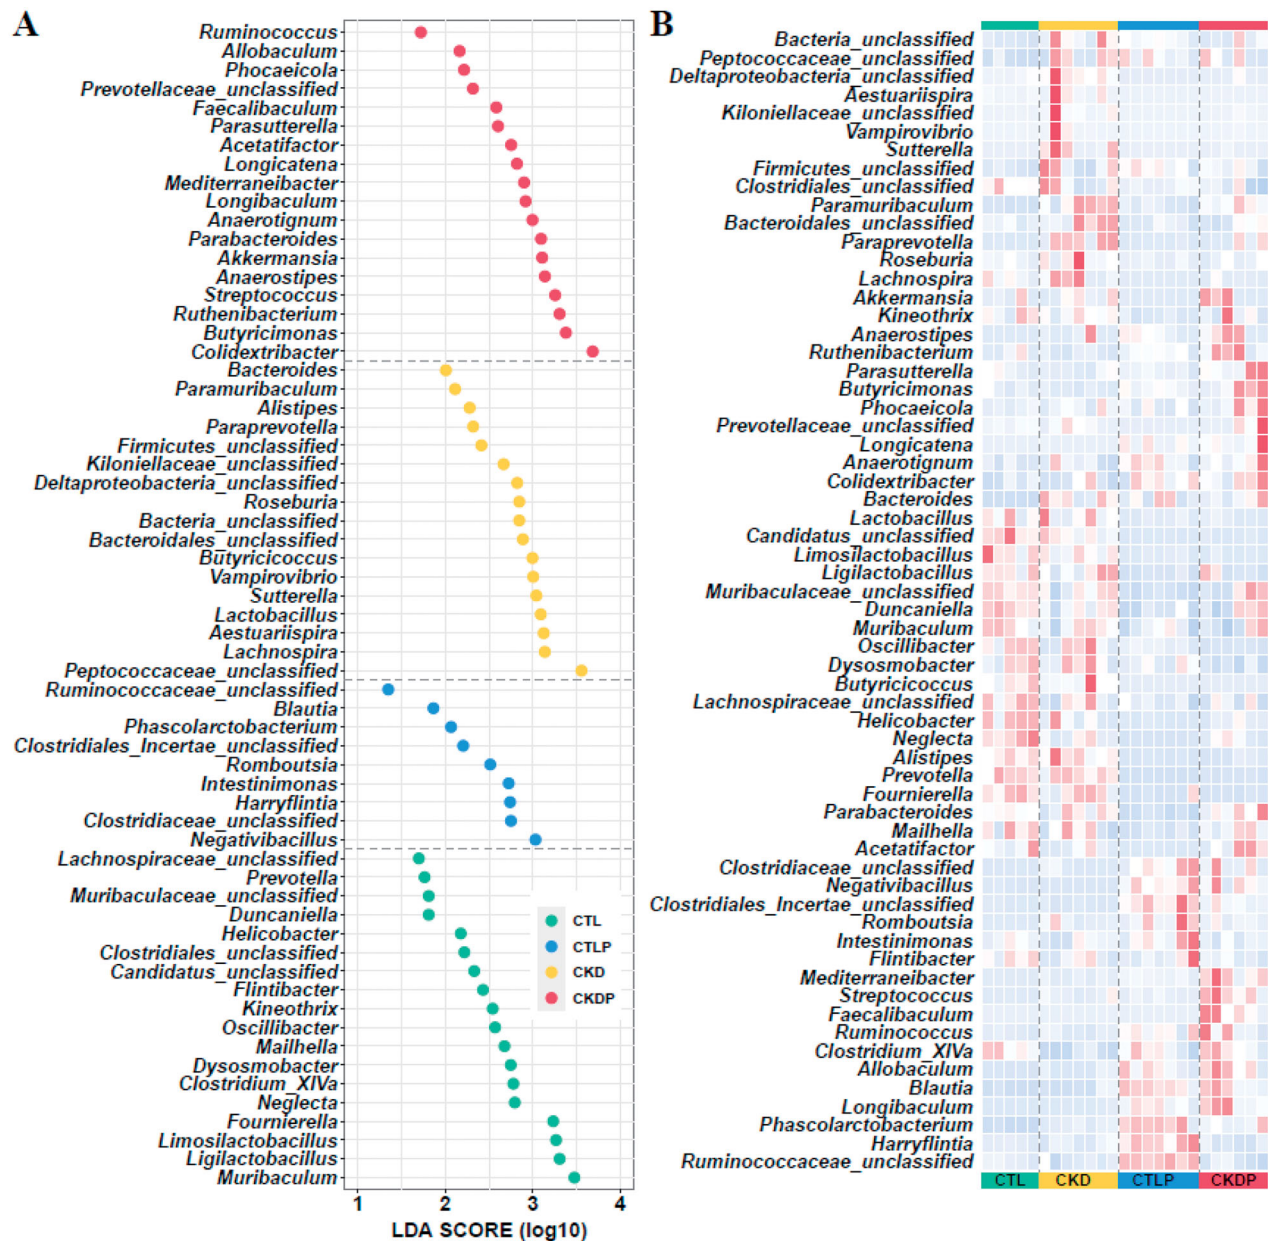 A
Ruminococcus
Allobaculum
Phocaeicola
Prevotellaceae_unclassified
Faecalibaculum
Parasutterella
Acetatifactor
Longicatena
Mediterraneibacter
Longibaculum
Anaerotignum
Parabacteroides
Akkermansia
Anaerostipes
Streptococcus
Ruthenibacterium
Butyricimonas
Colidextribacter
Bacteroides
Paramuribaculum
Alistipes
Paraprevotella
Firmicutes_unclassified
Kiloniellaceae_unclassified
Deltaproteobacteria_unclassified
Roseburia
Bacteria_unclassified
Bacteroidales_unclassified
Butyricicoccus
Vampirovibrio
Sutterella
Lactobacillus
Aestuariispira
Lachnospira
Peptococcaceae_unclassified
Ruminococcaceae_unclassified
Blautia
Phascolarctobacterium
Clostridiales_Incertae_unclassified
Romboutsia
Intestinimonas
Harryflintia
Clostridiaceae_unclassified
Negativibacillus
Lachnospiraceae_unclassified
Prevotella
Muribaculaceae_unclassified
Duncaniella
Helicobacter
Clostridiales_unclassified
Candidatus_unclassified
Flintibacter
Kineothrix
Oscillibacter
Mailhella
Dysosmobacter
Clostridium_XIVa
Neglecta
Fournierella
Limosilactobacillus
Ligilactobacillus
Muribaculum
CTL
CTLP
CKD
CKDP
1 2 3 4
LDA SCORE (log10)
B
Bacteria_unclassified
Peptococcaceae_unclassified
Deltaproteobacteria_unclassified
Aestuariispira
Kiloniellaceae_unclassified
Vampirovibrio
Sutterella
Firmicutes_unclassified
Clostridiales_unclassified
Paramuribaculum
Bacteroidales_unclassified
Paraprevotella
Roseburia
Lachnospira
Akkermansia
Kineothrix
Anaerostipes
Ruthenibacterium
Parasutterella
Butyricimonas
Phocaeicola
Prevotellaceae_unclassified
Longicatena
Anaerotignum
Colidextribacter
Bacteroides
Lactobacillus
Candidatus_unclassified
Limosilactobacillus
Ligilactobacillus
Muribaculaceae_unclassified
Duncaniella
Muribaculum
Oscillibacter
Dysosmobacter
Butyricicoccus
Lachnospiraceae_unclassified
Helicobacter
Neglecta
Alistipes
Prevotella
Fournierella
Parabacteroides
Mailhella
Acetatifactor
Clostridiaceae_unclassified
Negativibacillus
Clostridiales_Incertae_unclassified
Romboutsia
Intestinimonas
Flintibacter
Mediterraneibacter
Streptococcus
Faecalibaculum
Ruminococcus
Clostridium_XIVa
Allobaculum
Blautia
Longibaculum
Phascolarctobacterium
Harryflintia
Ruminococcaceae_unclassified
CTL CKD CTLP CKDP